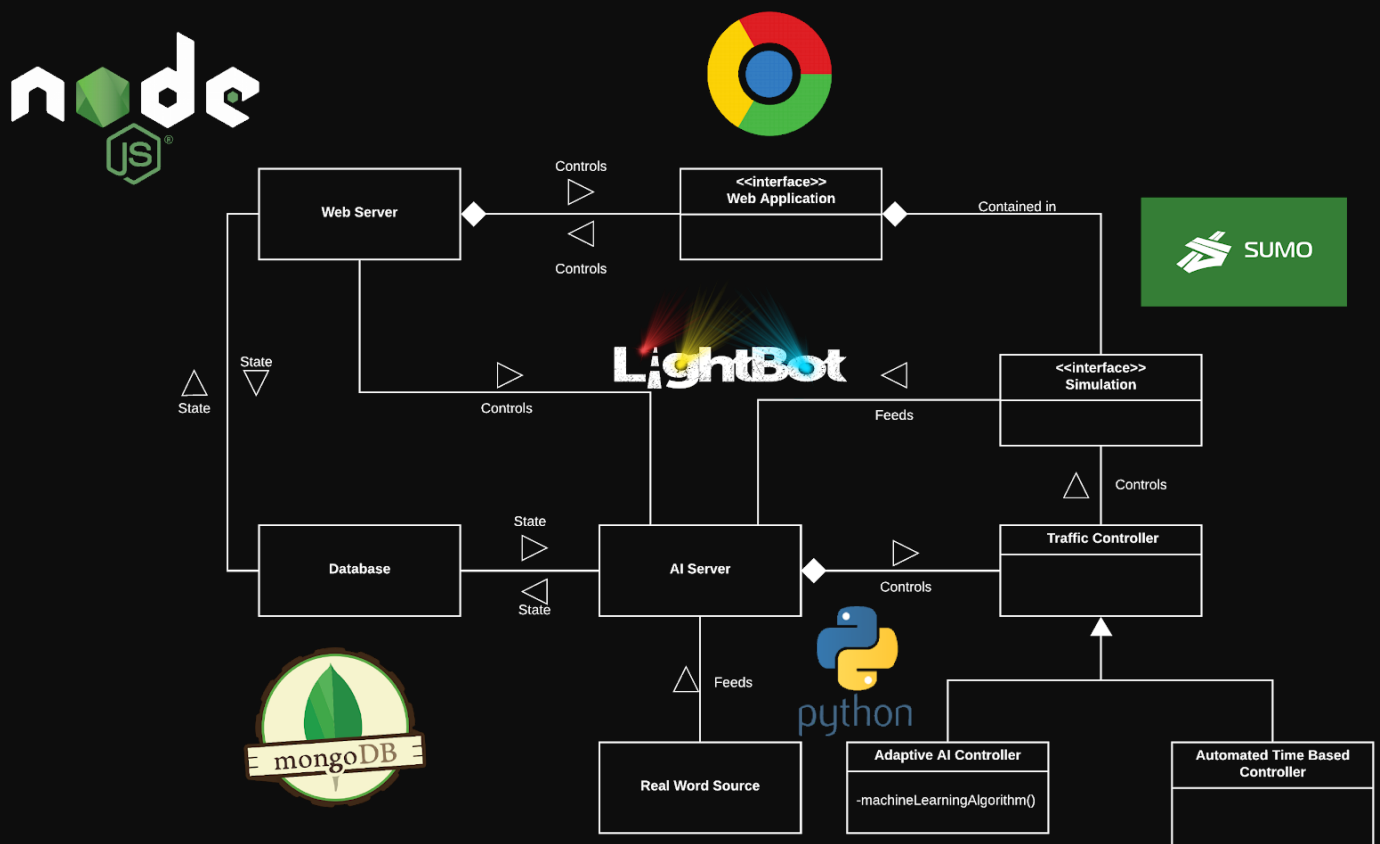 node
JS®
Controls
<<interface>>
Web Application
Web Server
Contained in
Controls
SUMO
LightBot
State
State
Controls
Feeds
<<interface>>
Simulation
Controls
State
Database
State
AI Server
Controls
Traffic Controller
Feeds
python
mongoDB
Real Word Source
Adaptive AI Controller
-machineLearningAlgorithm()
Automated Time Based
Controller